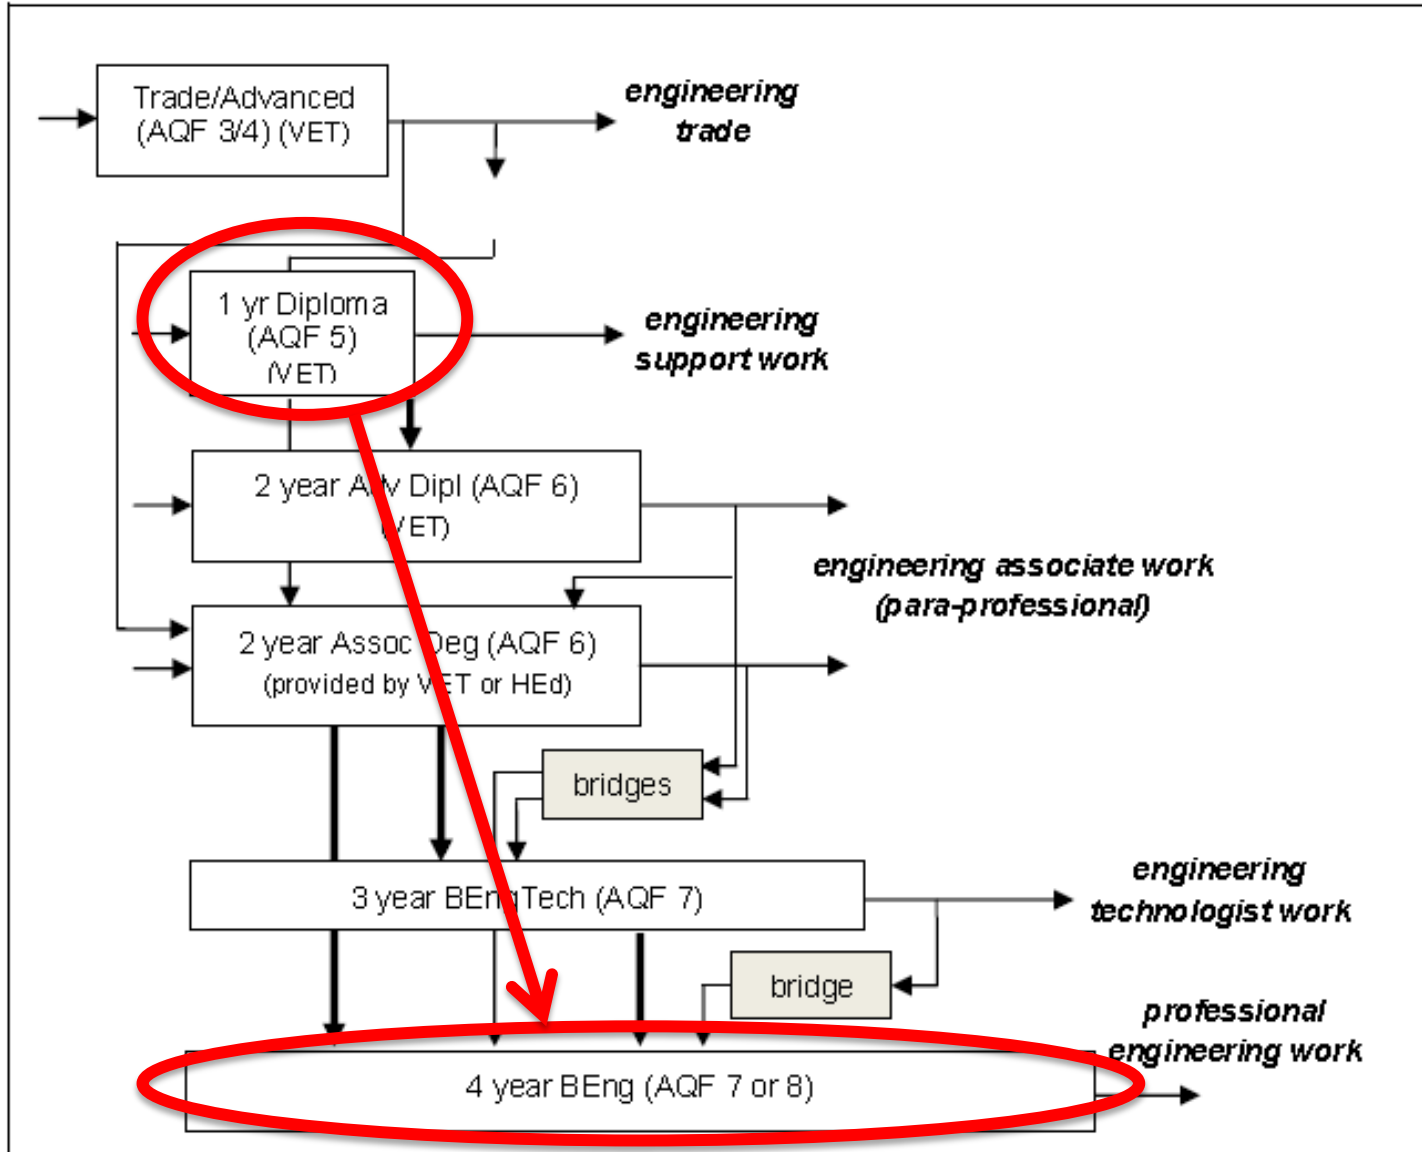 Trade/Advanced
(AQF 3/4) (VET)
engineering
trade
1 yr Diploma
(AQF 5)
(VET)
engineering
support work
2 year Adv Dipl (AQF 6)
(VET)
engineering associate work
(para-professional)
2 year Assoc Deg (AQF 6)
(provided by VET or HEd)
bridges
3 year BEngTech (AQF 7)
engineering
technologist work
bridge
professional
engineering work
4 year BEng (AQF 7 or 8)